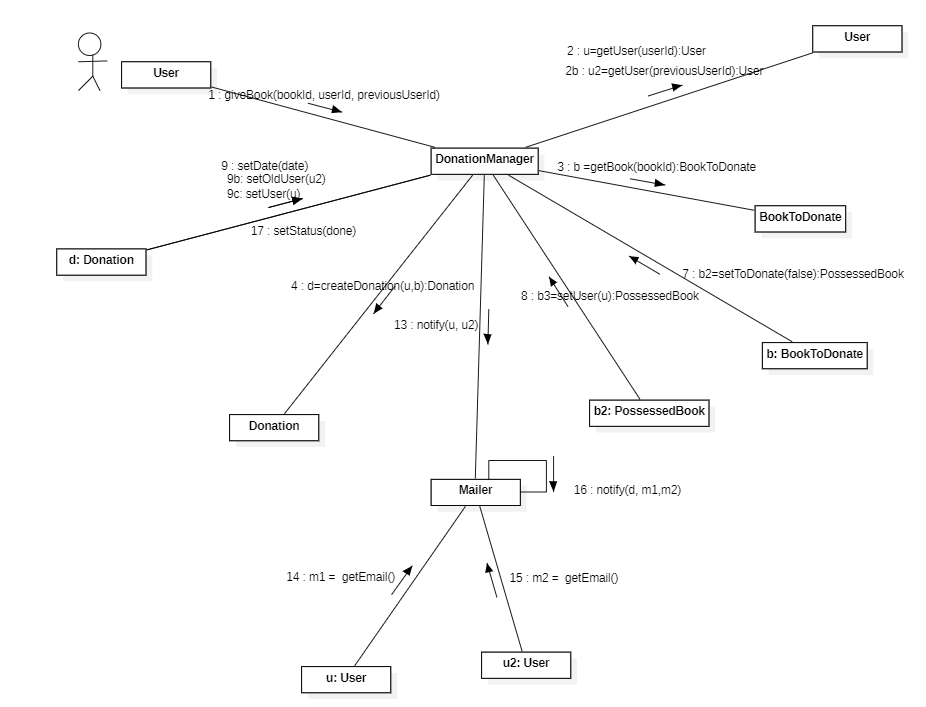 User
2 : u=getUser(userId):User
2b : u2=getUser(previousUserId):User
User
1 : giveBook(bookId, userId, previousUserId)
DonationManager
9 : setDate(date)
9b: setOldUser(u2)
9c: setUser(u)
3 : b =getBook(bookId):BookToDonate
BookToDonate
17 : setStatus(done)
d: Donation
7 : b2=setToDonate(false):PossessedBook
4 : d=createDonation(u,b):Donation
8 : b3=setUser(u):PossessedBook
13 : notify(u, u2)
b: BookToDonate
b2: PossessedBook
Donation
Mailer
16 : notify(d, m1,m2)
14 : m1 = getEmail()
15 : m2 = getEmail()
u2: User
u: User